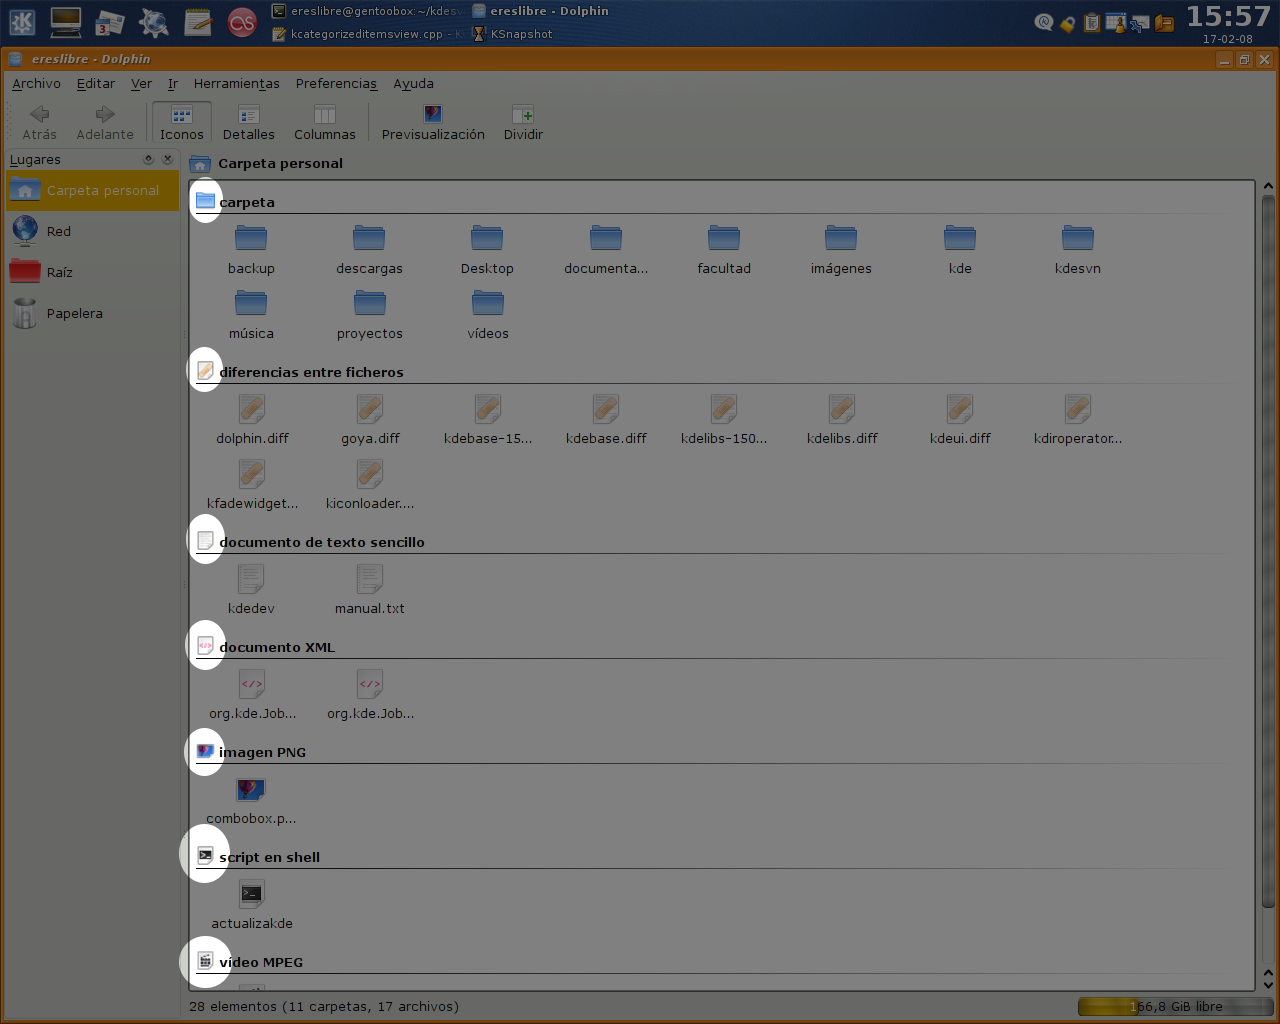 ereslibre@gentoobox:~/kdesv
ereslibre - Dolphin
kcategorizeditemsview.cpp - K
KSnapshot
15:57
17-02-08
ereslibre - Dolphin
Archivo Editar Ver Ir Herramientas Preferencias Ayuda
Atrás Adelante Iconos Detalles Columnas Previsualización Dividir
Lugares
Carpeta personal
Red
Raíz
Papelera
Carpeta personal
carpeta
backup descargas Desktop documenta... facultad imágenes kde kdesvn
música proyectos vídeos
diferencias entre ficheros
dolphin.diff goya.diff kdebase-15... kdebase.diff kdelibs-150... kdelibs.diff kdeui.diff kdiroperator...
kfadewidget... kiconloader....
documento de texto sencillo
kdedev manual.txt
documento XML
org.kde.Job... org.kde.Job...
imagen PNG
combobox.p...
script en shell
actualizakde
vídeo MPEG
28 elementos (11 carpetas, 17 archivos)
166,8 GiB libre